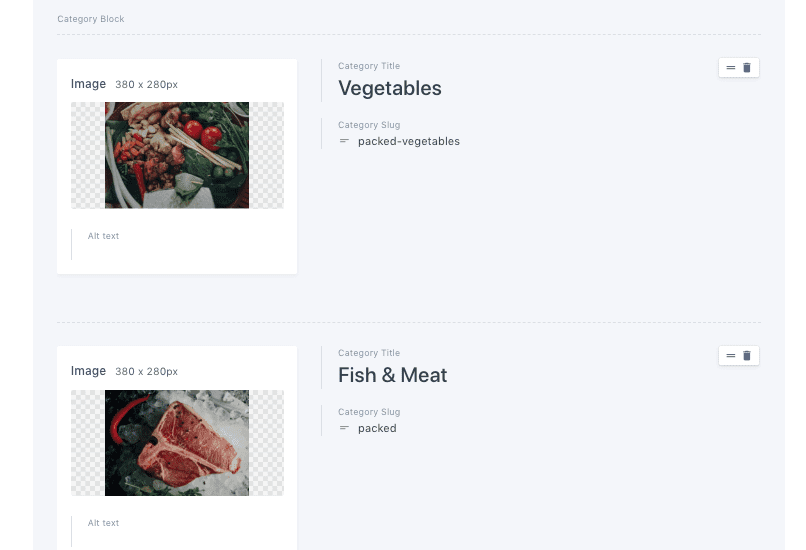 Category Block
Image 380 x 280px
Alt text
Category Title
Vegetables
Category Slug
packed-vegetables
Image 380 x 280px
Alt text
Category Title
Fish & Meat
Category Slug
packed